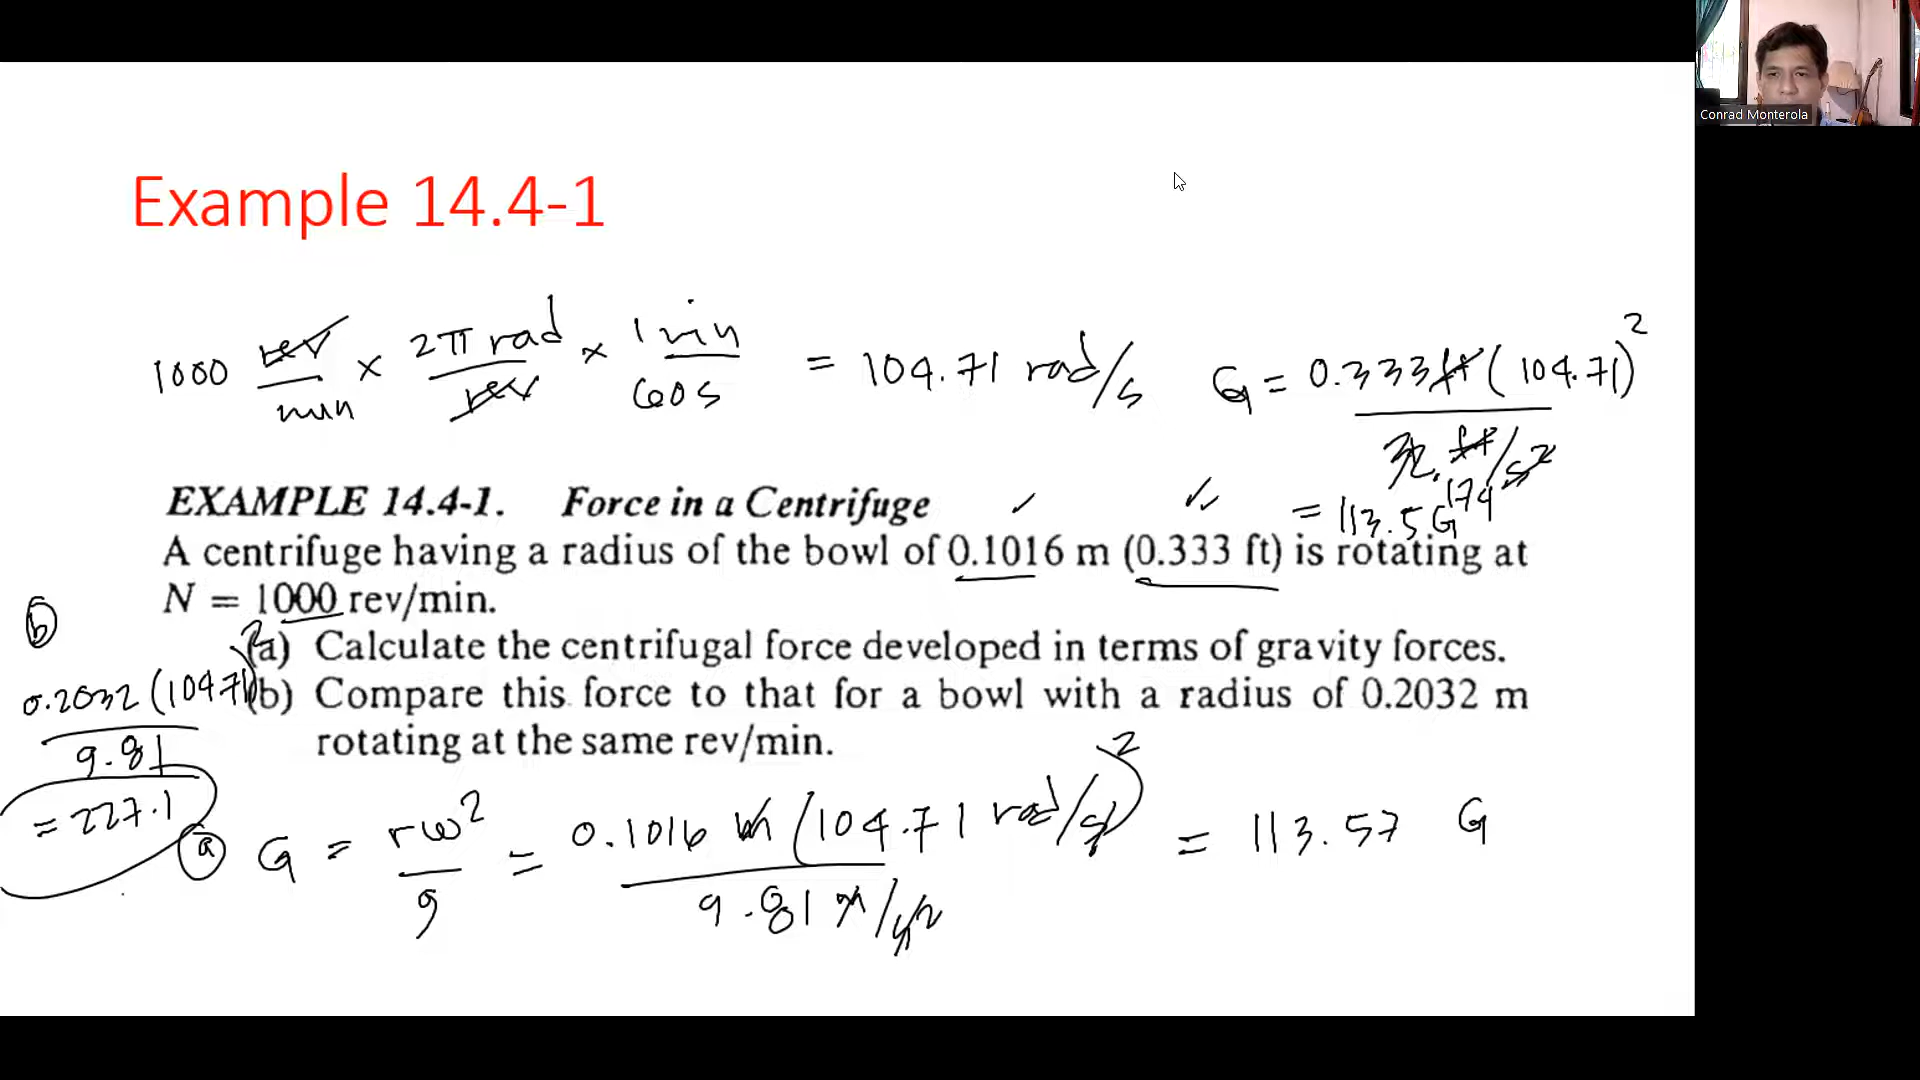 Conrad Monterola
Example 14.4-1
1000 rev/min × 2π rad/rev × 1 min/60s = 104.71 rad/s
G = 0.333 ft (104.71)²
32.174 ft/s²
= 113.5 G
EXAMPLE 14.4-1. Force in a Centrifuge
A centrifuge having a radius of the bowl of 0.1016 m (0.333 ft) is rotating at
N = 1000 rev/min.
(a) Calculate the centrifugal force developed in terms of gravity forces.
(b) Compare this force to that for a bowl with a radius of 0.2032 m
rotating at the same rev/min.
b
0.2032 (104.71)²
9.81
= 227.1
a G = rω²/g = 0.1016 m (104.71 rad/s)² / 9.81 m/s² = 113.57 G